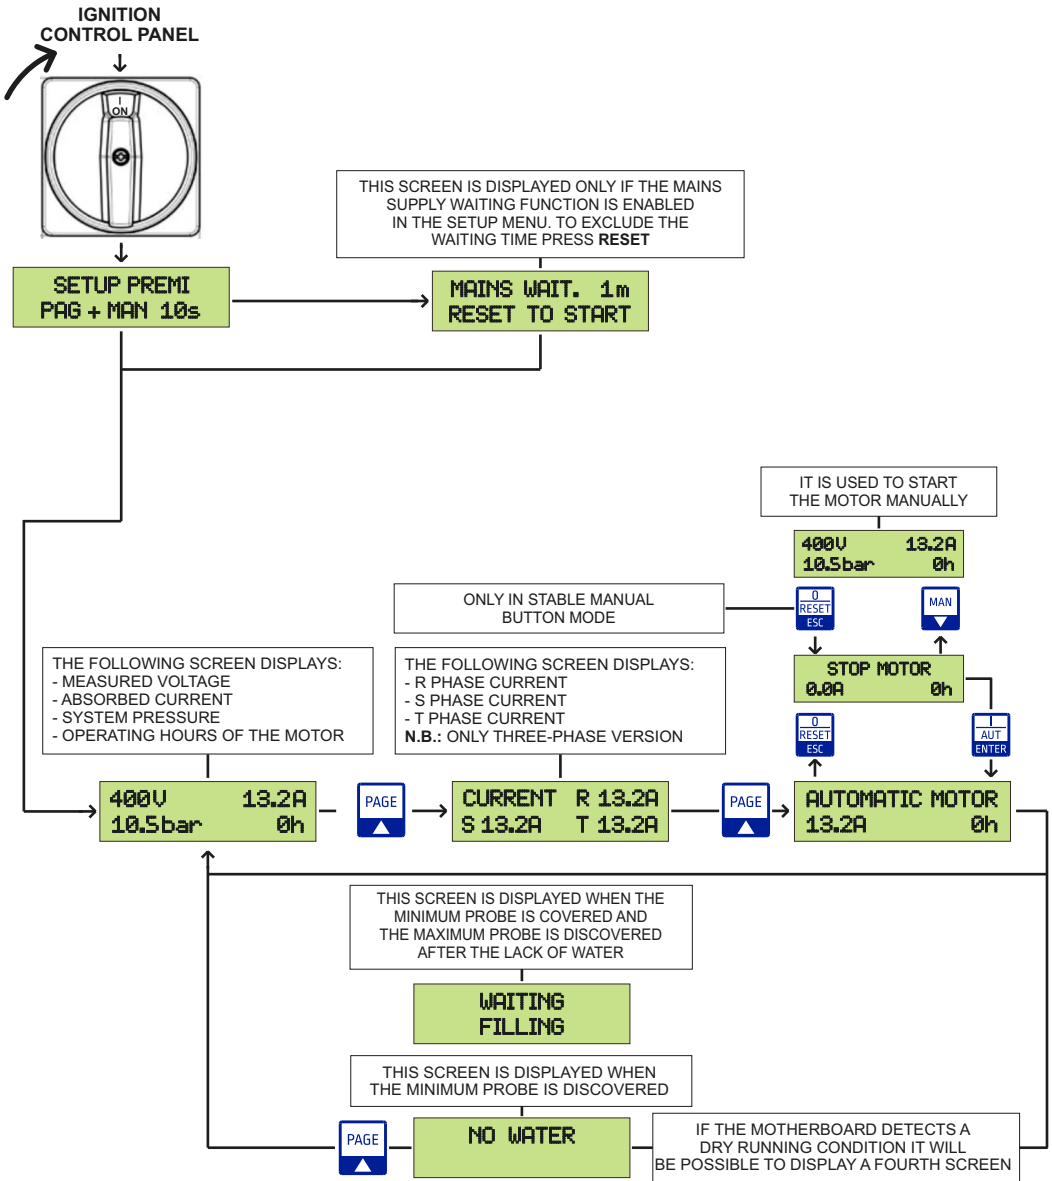 IGNITION
CONTROL PANEL
I
ON
THIS SCREEN IS DISPLAYED ONLY IF THE MAINS
SUPPLY WAITING FUNCTION IS ENABLED
IN THE SETUP MENU. TO EXCLUDE THE
WAITING TIME PRESS RESET
SETUP PREMI
PAG + MAN 10s
MAINS WAIT. 1m
RESET TO START
IT IS USED TO START
THE MOTOR MANUALLY
400V 13.2A
10.5bar 0h
ONLY IN STABLE MANUAL
BUTTON MODE
0
RESET
ESC
MAN
STOP MOTOR
0.0A 0h
THE FOLLOWING SCREEN DISPLAYS:
- MEASURED VOLTAGE
- ABSORBED CURRENT
- SYSTEM PRESSURE
- OPERATING HOURS OF THE MOTOR
THE FOLLOWING SCREEN DISPLAYS:
- R PHASE CURRENT
- S PHASE CURRENT
- T PHASE CURRENT
N.B.: ONLY THREE-PHASE VERSION
0
RESET
ESC
I
AUT
ENTER
400V 13.2A
10.5bar 0h
PAGE
CURRENT R 13.2A
S 13.2A T 13.2A
PAGE
AUTOMATIC MOTOR
13.2A 0h
THIS SCREEN IS DISPLAYED WHEN THE
MINIMUM PROBE IS COVERED AND
THE MAXIMUM PROBE IS DISCOVERED
AFTER THE LACK OF WATER
WAITING
FILLING
THIS SCREEN IS DISPLAYED WHEN
THE MINIMUM PROBE IS DISCOVERED
PAGE
NO WATER
IF THE MOTHERBOARD DETECTS A
DRY RUNNING CONDITION IT WILL
BE POSSIBLE TO DISPLAY A FOURTH SCREEN